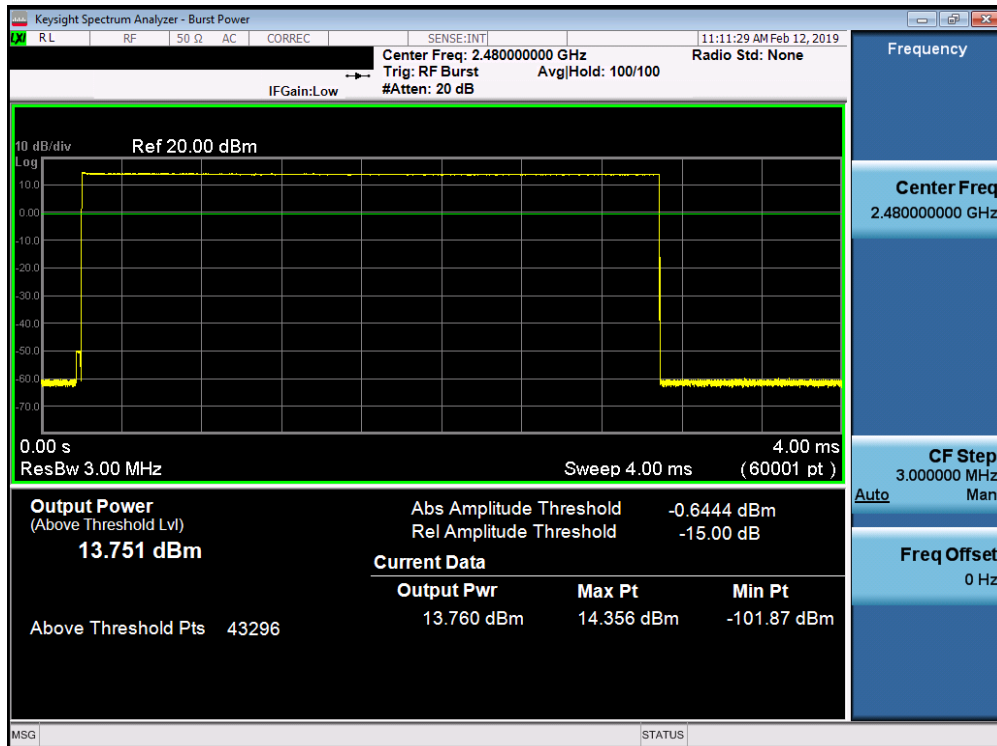 Keysight Spectrum Analyzer - Burst Power
LXI RL RF 50 Ω AC CORREC SENSE:INT 11:11:29 AM Feb 12, 2019
Center Freq: 2.480000000 GHz Radio Std: None
Trig: RF Burst Avg|Hold: 100/100
IFGain:Low #Atten: 20 dB
Frequency
10 dB/div Ref 20.00 dBm
Log
10.0
0.00
-10.0
-20.0
-30.0
-40.0
-50.0
-60.0
-70.0
0.00 s 4.00 ms
ResBw 3.00 MHz Sweep 4.00 ms (60001 pt)
Output Power
(Above Threshold Lvl)
13.751 dBm
Above Threshold Pts 43296
Abs Amplitude Threshold -0.6444 dBm
Rel Amplitude Threshold -15.00 dB
Current Data
Output Pwr Max Pt Min Pt
13.760 dBm 14.356 dBm -101.87 dBm
Center Freq
2.480000000 GHz
CF Step
3.000000 MHz
Auto Man
Freq Offset
0 Hz
MSG STATUS